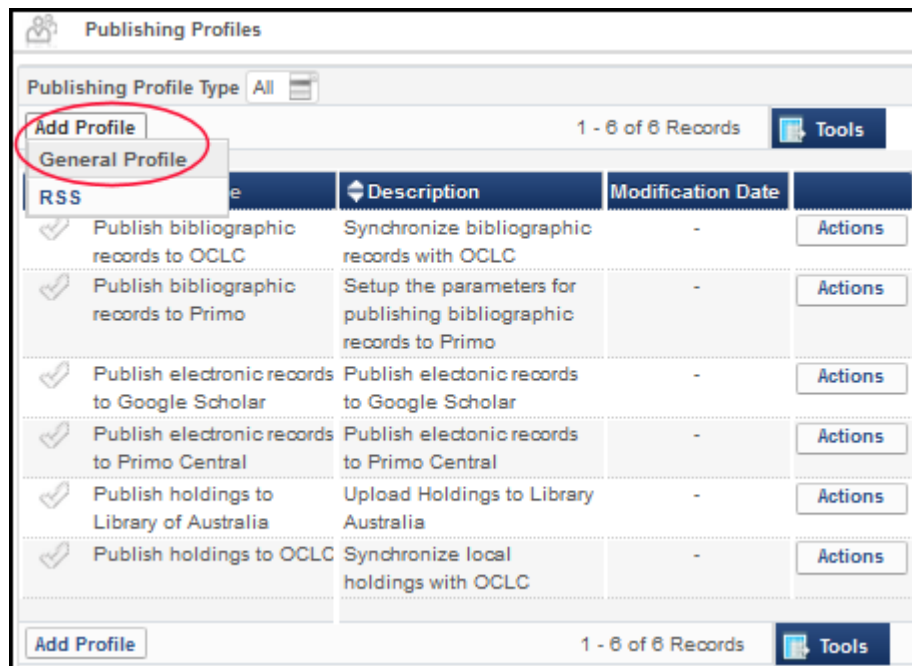 Publishing Profiles
Publishing Profile Type All
Add Profile 1 - 6 of 6 Records Tools
General Profile
RSS
Description Modification Date
Publish bibliographic Synchronize bibliographic - Actions
records to OCLC records with OCLC
Publish bibliographic Setup the parameters for - Actions
records to Primo publishing bibliographic
records to Primo
Publish electronic records Publish electonic records - Actions
to Google Scholar to Google Scholar
Publish electronic records Publish electonic records - Actions
to Primo Central to Primo Central
Publish holdings to Upload Holdings to Library - Actions
Library of Australia Australia
Publish holdings to OCLC Synchronize local - Actions
holdings with OCLC
Add Profile 1 - 6 of 6 Records Tools